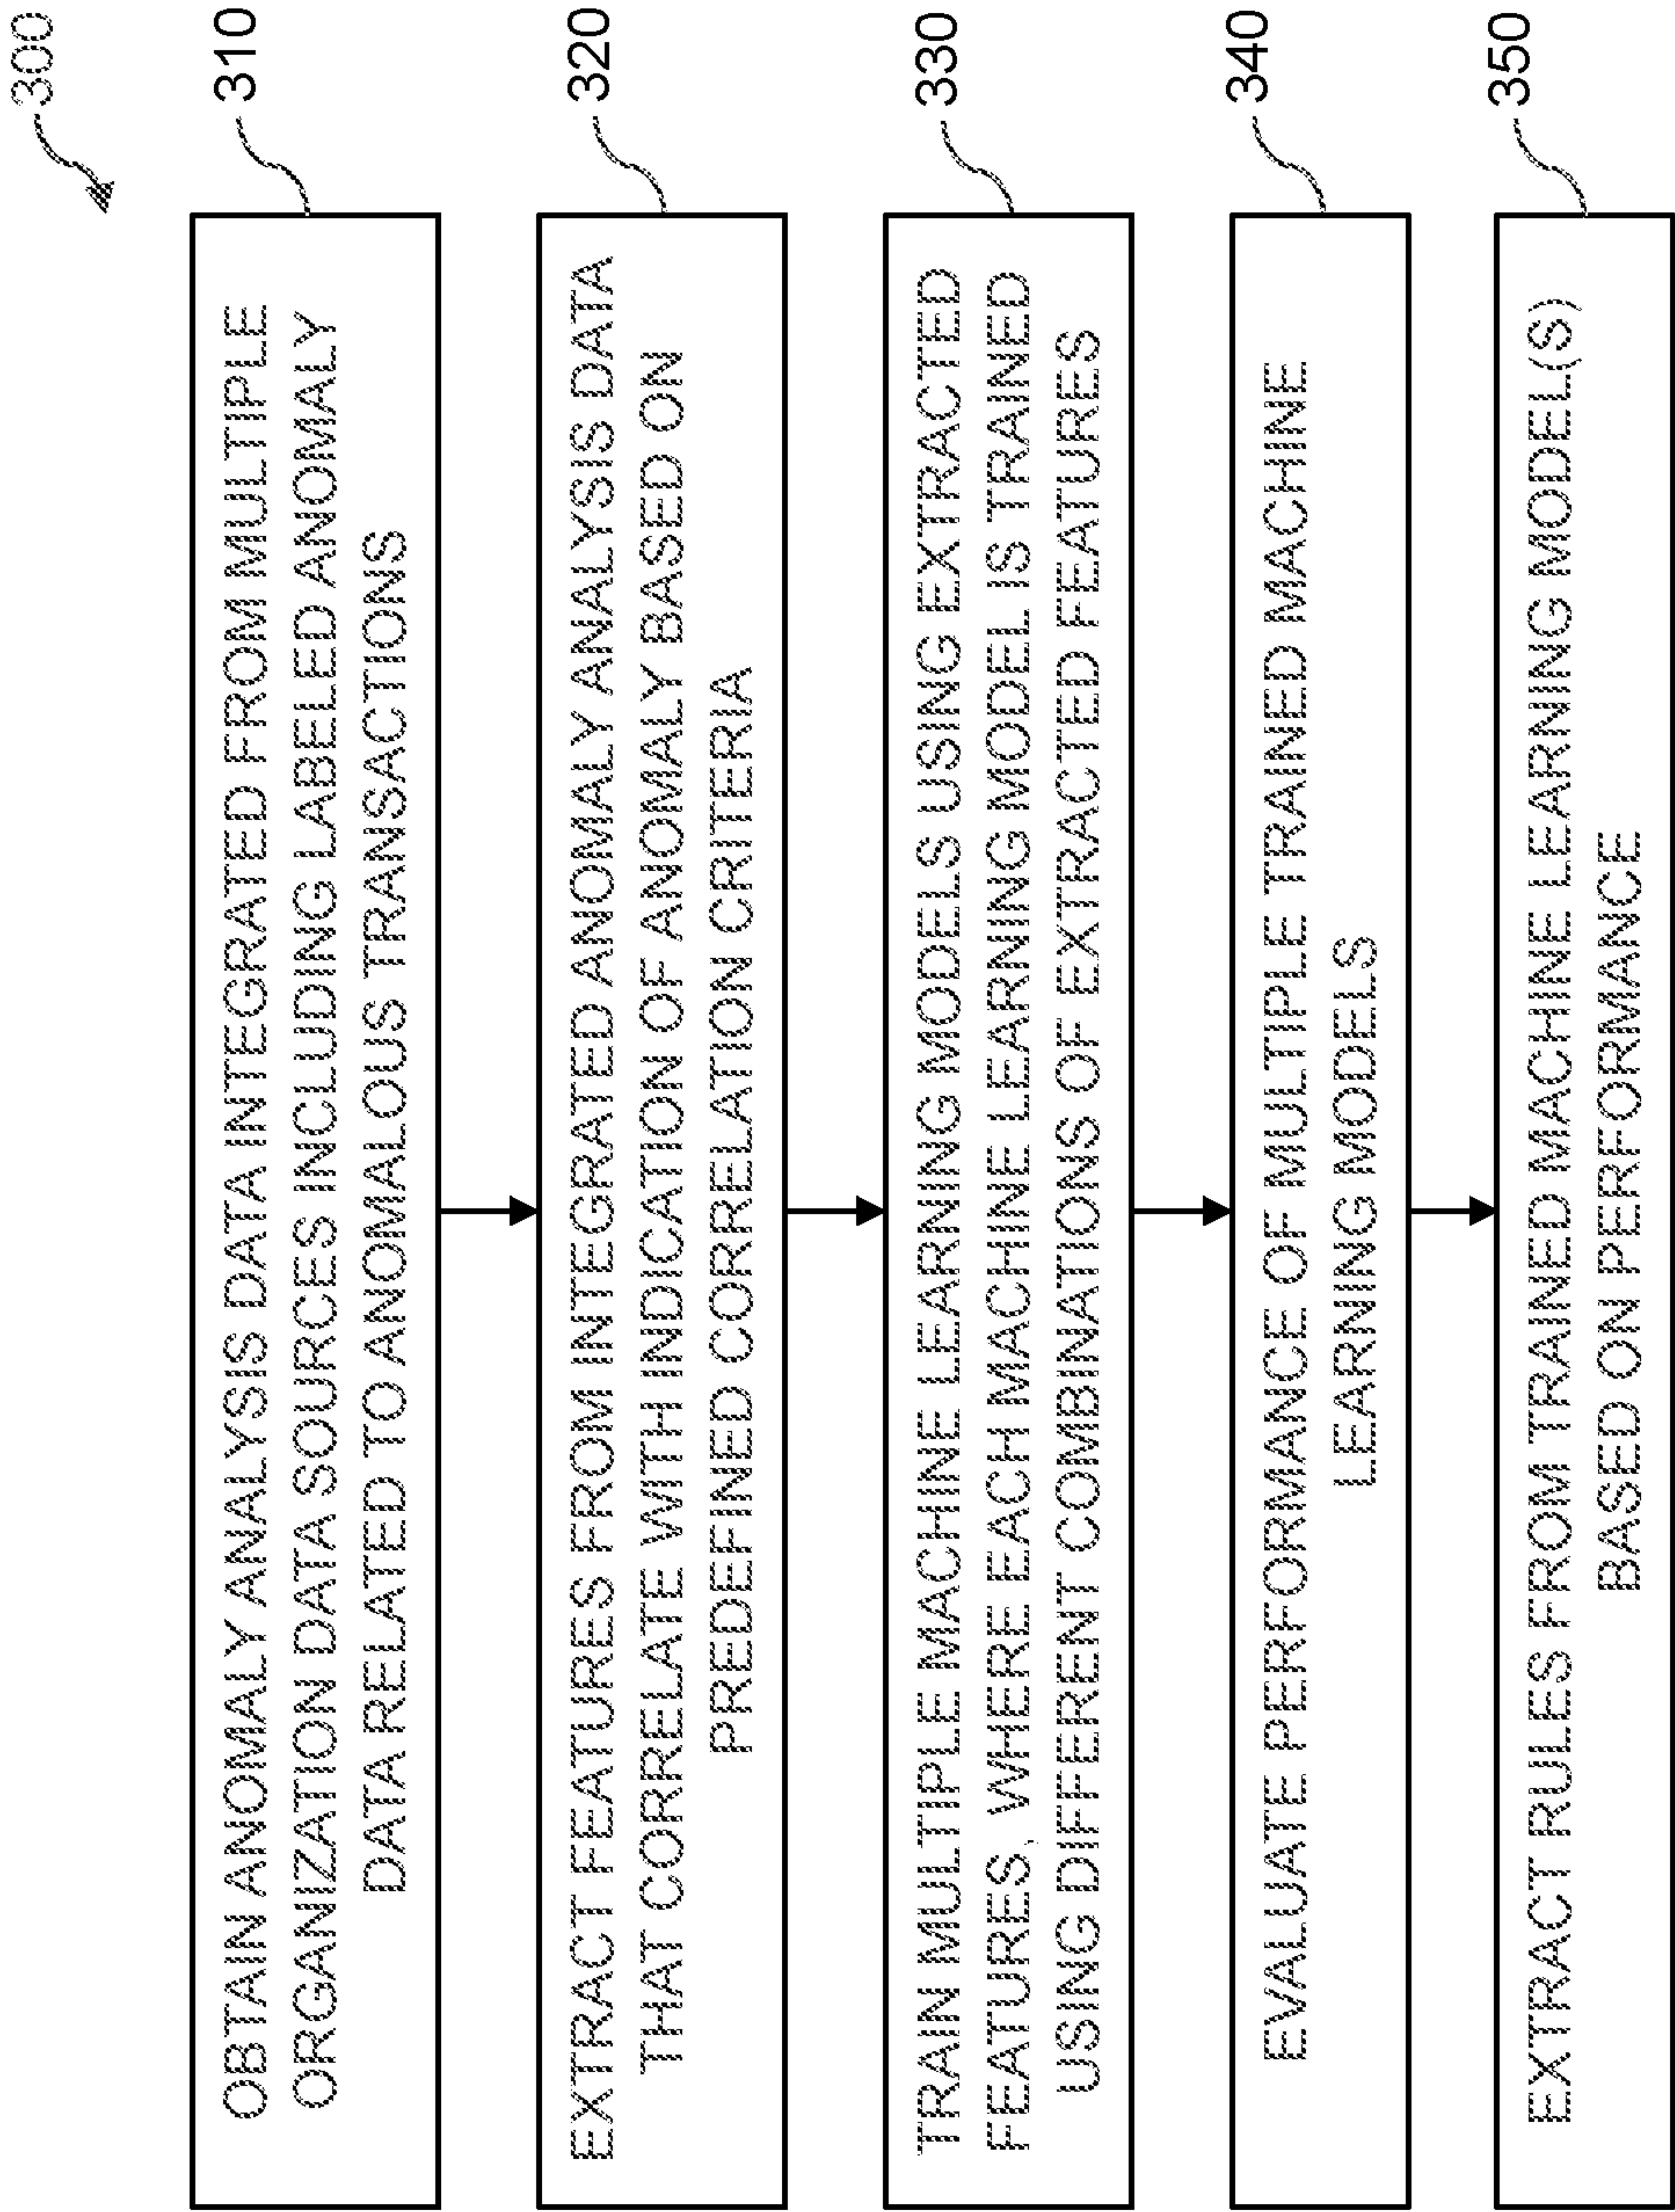 300
OBTAIN ANOMALY ANALYSIS DATA INTEGRATED FROM MULTIPLE
ORGANIZATION DATA SOURCES INCLUDING LABELED ANOMALY
DATA RELATED TO ANOMALOUS TRANSACTIONS
310
EXTRACT FEATURES FROM INTEGRATED ANOMALY ANALYSIS DATA
THAT CORRELATE WITH INDICATION OF ANOMALY BASED ON
PREDEFINED CORRELATION CRITERIA
320
TRAIN MULTIPLE MACHINE LEARNING MODELS USING EXTRACTED
FEATURES, WHERE EACH MACHINE LEARNING MODEL IS TRAINED
USING DIFFERENT COMBINATIONS OF EXTRACTED FEATURES
330
EVALUATE PERFORMANCE OF MULTIPLE TRAINED MACHINE
LEARNING MODELS
340
EXTRACT RULES FROM TRAINED MACHINE LEARNING MODEL(S)
BASED ON PERFORMANCE
350